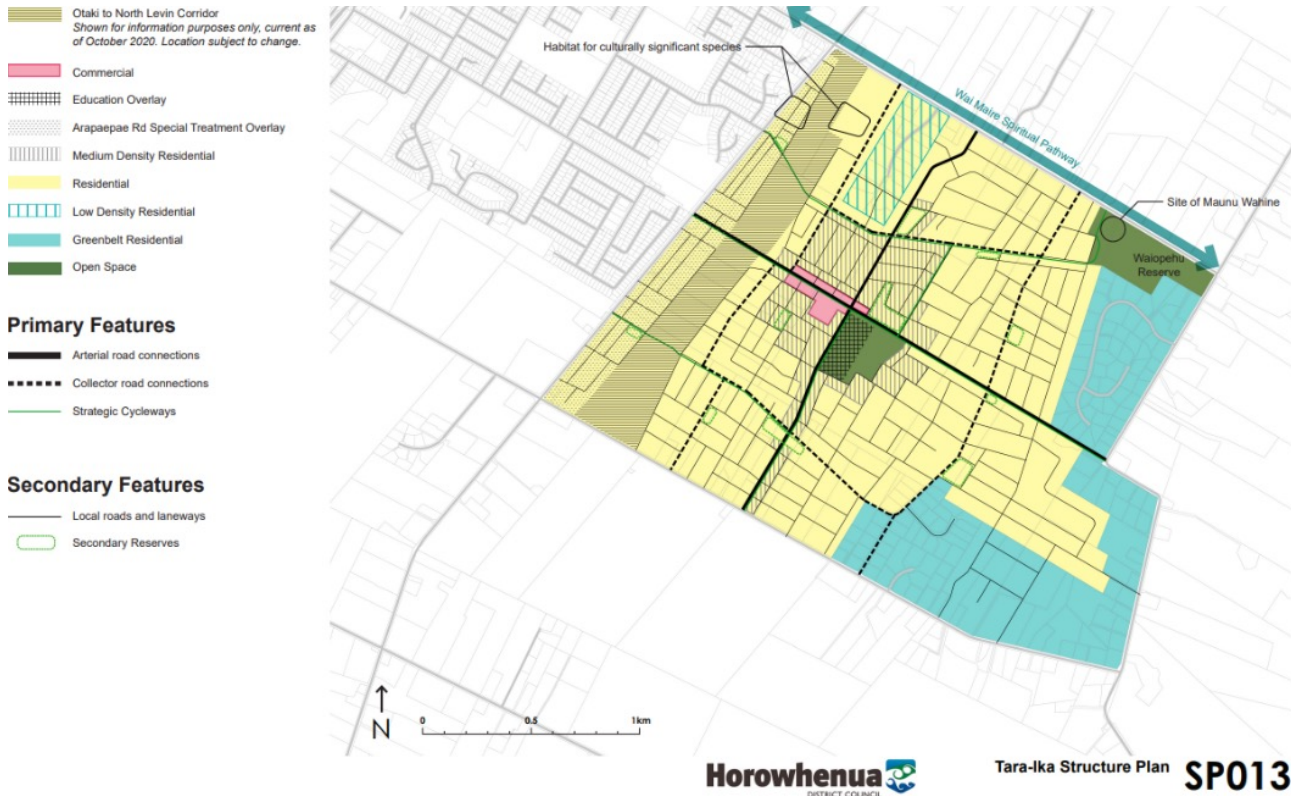 Otaki to North Levin Corridor
Shown for information purposes only, current as
of October 2020. Location subject to change.
Commercial
Education Overlay
Arapaepae Rd Special Treatment Overlay
Medium Density Residential
Residential
Low Density Residential
Greenbelt Residential
Open Space
Primary Features
Arterial road connections
Collector road connections
Strategic Cycleways
Secondary Features
Local roads and laneways
Secondary Reserves
Habitat for culturally significant species
Wai Maire Spiritual Pathway
Site of Maunu Wahine
Waiopehu
Reserve
N
0 0.5 1km
Horowhenua
DISTRICT COUNCIL
Tara-Ika Structure Plan SP013